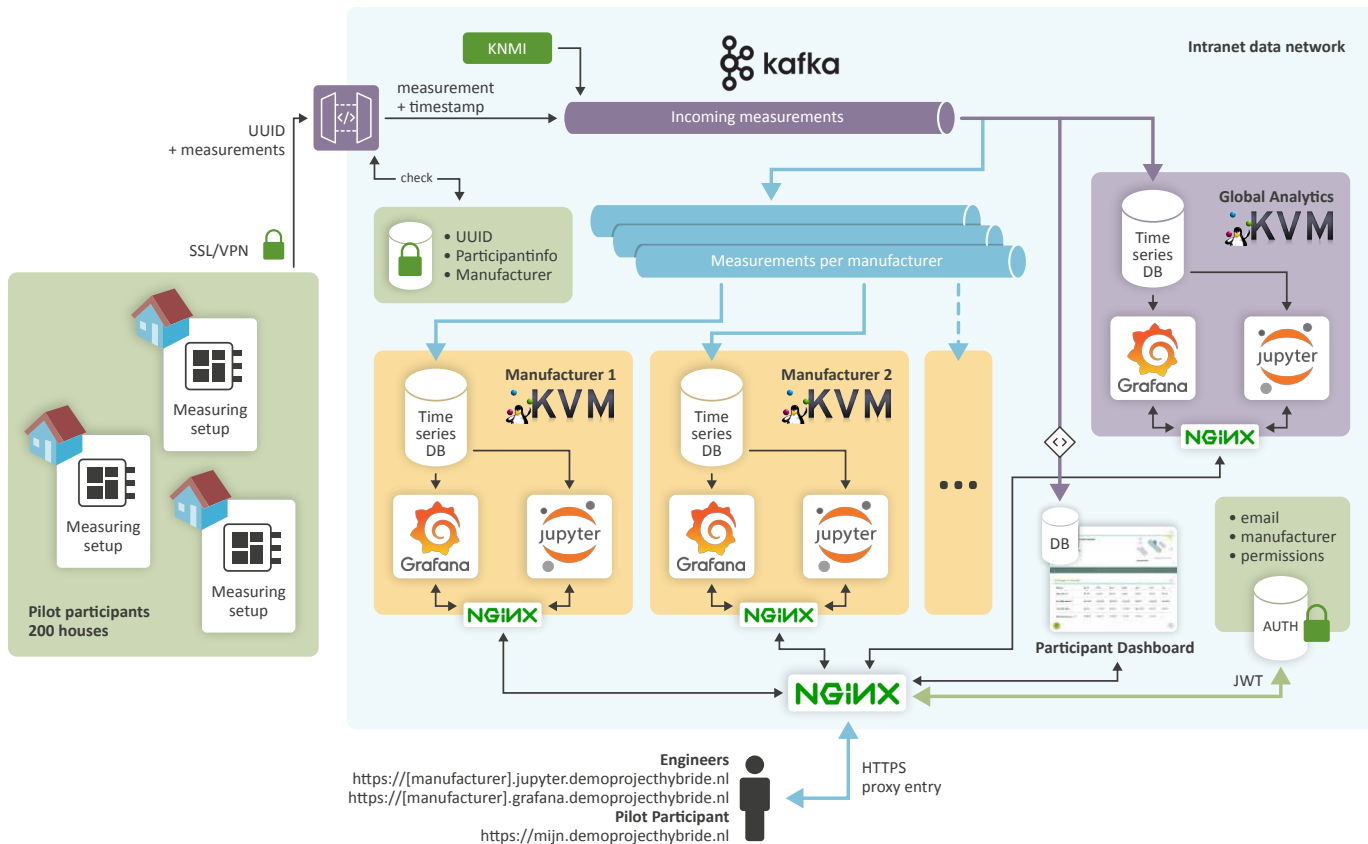 KNMI
kafka
Intranet data network
measurement
+ timestamp
</>
Incoming measurements
UUID
+ measurements
check
• UUID
• Participantinfo
• Manufacturer
SSL/VPN
Measurements per manufacturer
Global Analytics
KVM
Time
series
DB
Grafana
jupyter
NGINX
Manufacturer 1
KVM
Time
series
DB
Grafana
jupyter
NGINX
Manufacturer 2
KVM
Time
series
DB
Grafana
jupyter
NGINX
...
<>
Measuring
setup
Measuring
setup
Measuring
setup
Pilot participants
200 houses
DB
Participant Dashboard
• email
• manufacturer
• permissions
AUTH
JWT
NGINX
HTTPS
proxy entry
Engineers
https://[manufacturer].jupyter.demoprojecthybride.nl
https://[manufacturer].grafana.demoprojecthybride.nl
Pilot Participant
https://mijn.demoprojecthybride.nl